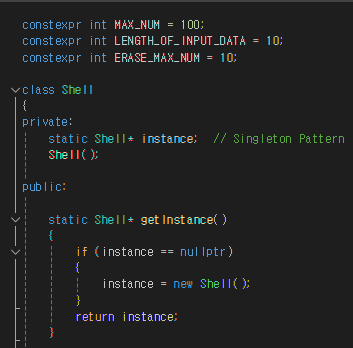 constexpr int MAX_NUM = 100;
constexpr int LENGTH_OF_INPUT_DATA = 10;
constexpr int ERASE_MAX_NUM = 10;
class Shell
{
private:
static Shell* instance; // Singleton Pattern
Shell();
public:
static Shell* getInstance()
{
if (instance == nullptr)
{
instance = new Shell();
}
return instance;
}